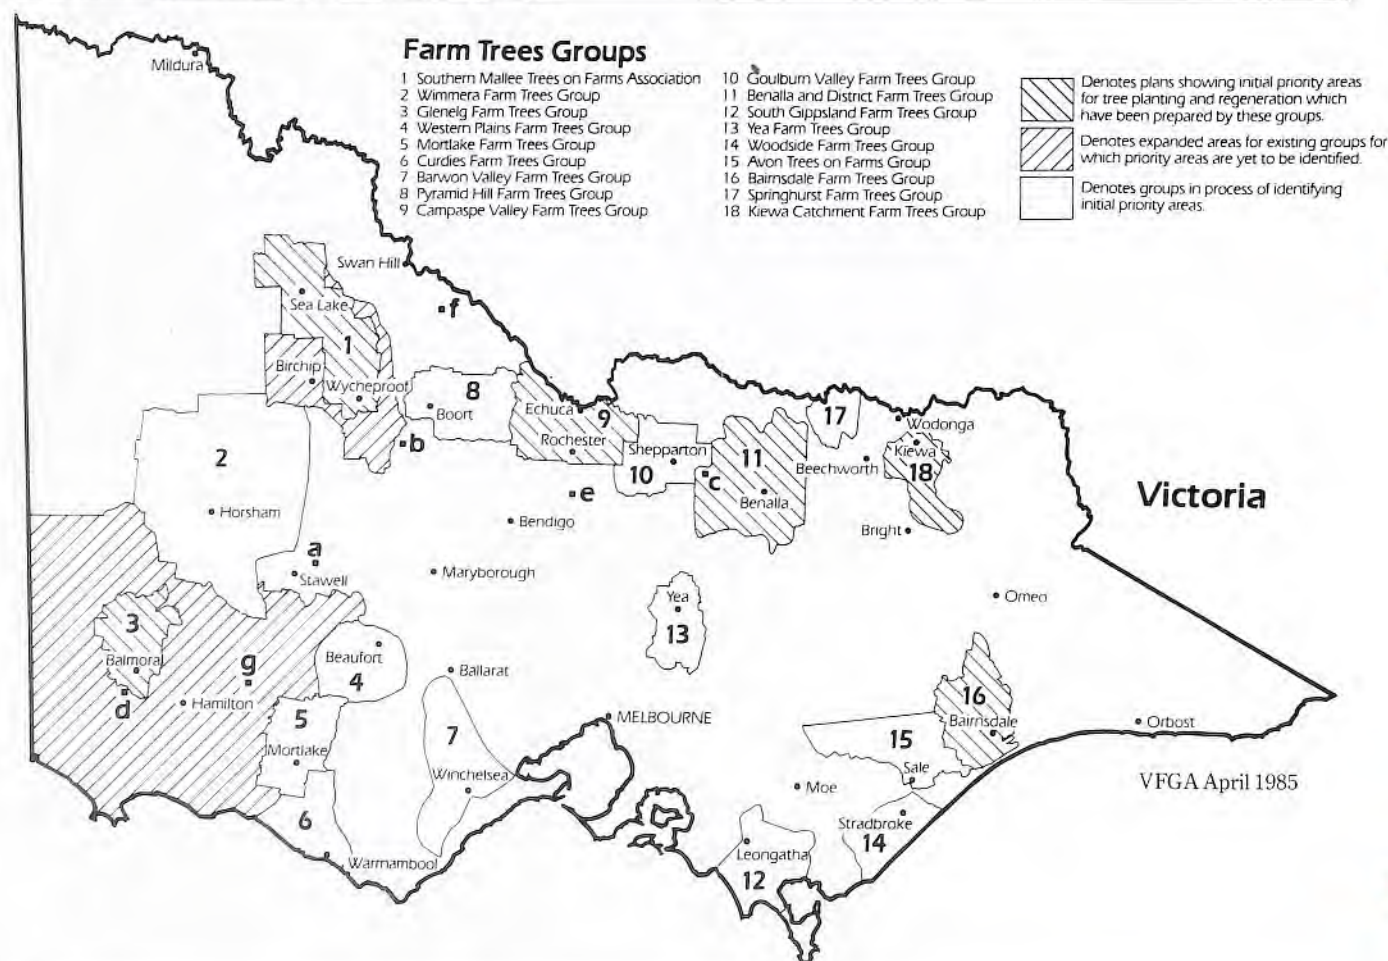 Farm Trees Groups
1 Southern Mallee Trees on Farms Association
2 Wimmera Farm Trees Group
3 Glenelg Farm Trees Group
4 Western Plains Farm Trees Group
5 Mortlake Farm Trees Group
6 Curdies Farm Trees Group
7 Barwon Valley Farm Trees Group
8 Pyramid Hill Farm Trees Group
9 Campaspe Valley Farm Trees Group
10 Goulburn Valley Farm Trees Group
11 Benalla and District Farm Trees Group
12 South Gippsland Farm Trees Group
13 Yea Farm Trees Group
14 Woodside Farm Trees Group
15 Avon Trees on Farms Group
16 Bairnsdale Farm Trees Group
17 Springhurst Farm Trees Group
18 Kiewa Catchment Farm Trees Group
Denotes plans showing initial priority areas
for tree planting and regeneration which
have been prepared by these groups.
Denotes expanded areas for existing groups for
which priority areas are yet to be identified.
Denotes groups in process of identifying
initial priority areas.
Mildura
Swan Hill
Sea Lake
f
1
Birchip
Wycheproof
8
Boort
b
Echuca
9
Rochester
Shepparton
10
c
11
Benalla
17
Wodonga
Beechworth
Kiewa
18
Bright
Victoria
2
Horsham
e
Bendigo
a
Stawell
Maryborough
Yea
13
Omeo
3
Balmoral
d
g
Hamilton
Beaufort
4
Ballarat
5
Mortlake
7
Winchelsea
MELBOURNE
16
Bairnsdale
Orbost
15
Sale
Moe
VFGA April 1985
6
Warrnambool
Stradbroke
14
Leongatha
12